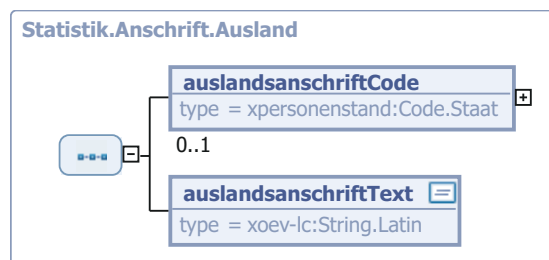 Statistik.Anschrift.Ausland
auslandsanschriftCode
type = xpersonenstand:Code.Staat
0..1
auslandsanschriftText
type = xoev-lc:String.Latin